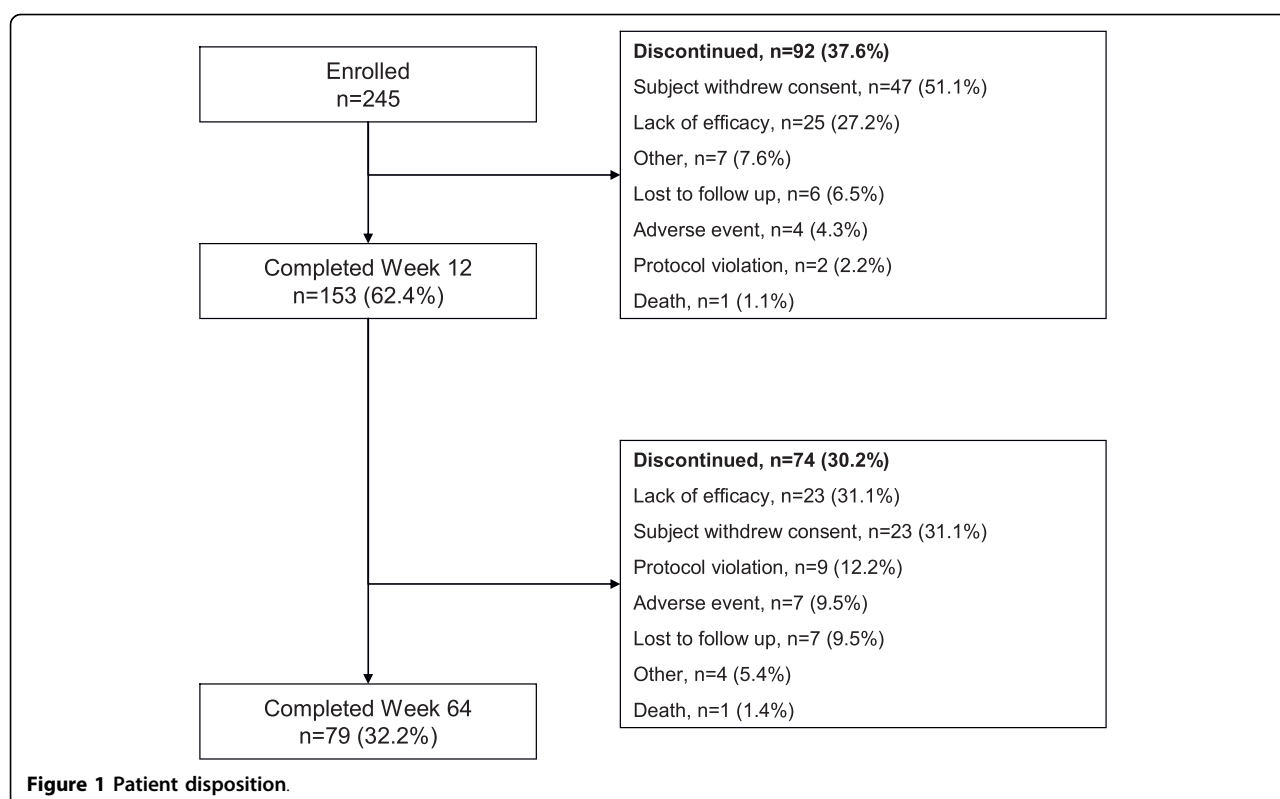 Enrolled
n=245
Discontinued, n=92 (37.6%)
Subject withdrew consent, n=47 (51.1%)
Lack of efficacy, n=25 (27.2%)
Other, n=7 (7.6%)
Lost to follow up, n=6 (6.5%)
Adverse event, n=4 (4.3%)
Protocol violation, n=2 (2.2%)
Death, n=1 (1.1%)
Completed Week 12
n=153 (62.4%)
Discontinued, n=74 (30.2%)
Lack of efficacy, n=23 (31.1%)
Subject withdrew consent, n=23 (31.1%)
Protocol violation, n=9 (12.2%)
Adverse event, n=7 (9.5%)
Lost to follow up, n=7 (9.5%)
Other, n=4 (5.4%)
Death, n=1 (1.4%)
Completed Week 64
n=79 (32.2%)
Figure 1 Patient disposition.